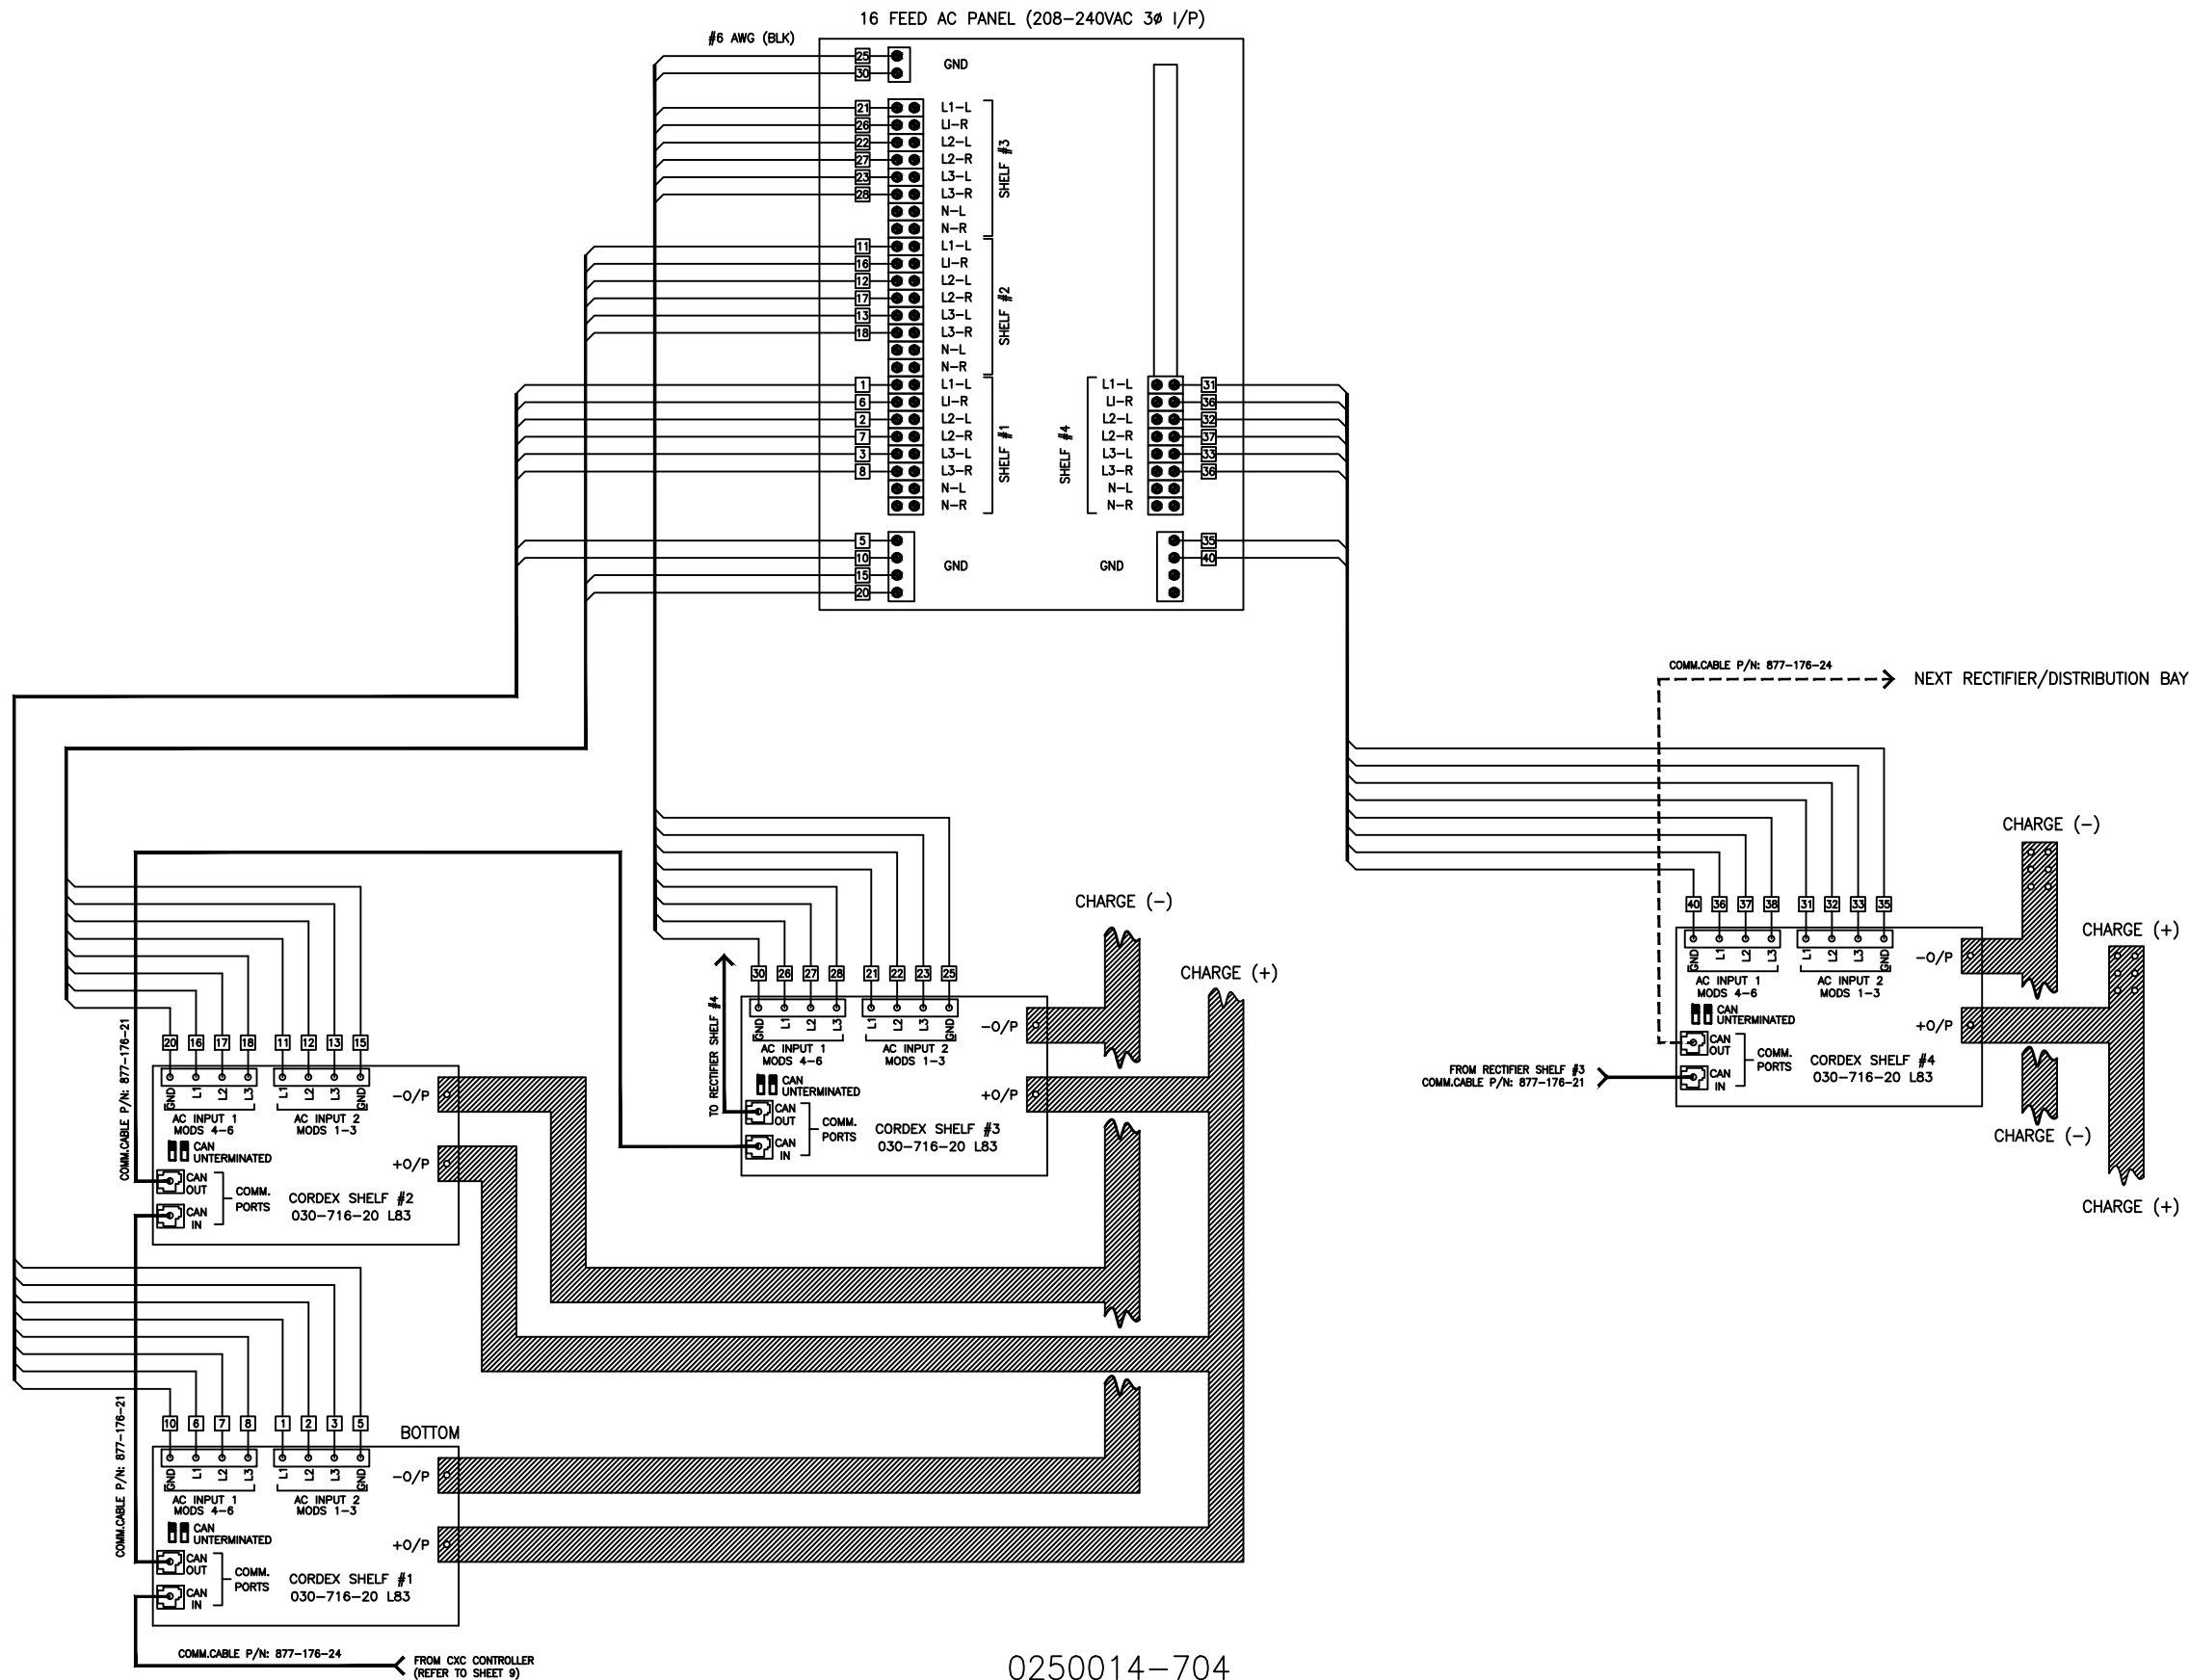 16 FEED AC PANEL (208-240VAC 3ø I/P)
#6 AWG (BLK)
25
30
GND
21 L1-L
26 LI-R
22 L2-L
27 L2-R
23 L3-L
28 L3-R
N-L
N-R
SHELF #3
11 L1-L
16 LI-R
12 L2-L
17 L2-R
13 L3-L
18 L3-R
N-L
N-R
SHELF #2
1 L1-L
6 LI-R
2 L2-L
7 L2-R
3 L3-L
8 L3-R
N-L
N-R
SHELF #1
SHELF #4
L1-L 31
LI-R 36
L2-L 32
L2-R 37
L3-L 33
L3-R 36
N-L
N-R
5
10
15
20
GND
GND
35
40
COMM.CABLE P/N: 877-176-24
NEXT RECTIFIER/DISTRIBUTION BAY
CHARGE (-)
CHARGE (+)
40 36 37 38 31 32 33 35
GND L1 L2 L3 L1 L2 L3 GND
AC INPUT 1
MODS 4-6
AC INPUT 2
MODS 1-3
-O/P
+O/P
CAN
UNTERMINATED
CAN
OUT
CAN
IN
COMM.
PORTS
CORDEX SHELF #4
030-716-20 L83
FROM RECTIFIER SHELF #3
COMM.CABLE P/N: 877-176-21
CHARGE (-)
CHARGE (+)
CHARGE (-)
CHARGE (+)
TO RECTIFIER SHELF #4
30 26 27 28 21 22 23 25
GND L1 L2 L3 L1 L2 L3 GND
AC INPUT 1
MODS 4-6
AC INPUT 2
MODS 1-3
-O/P
+O/P
CAN
UNTERMINATED
CAN
OUT
CAN
IN
COMM.
PORTS
CORDEX SHELF #3
030-716-20 L83
COMM.CABLE P/N: 877-176-21
20 16 17 18 11 12 13 15
GND L1 L2 L3 L1 L2 L3 GND
AC INPUT 1
MODS 4-6
AC INPUT 2
MODS 1-3
-O/P
+O/P
CAN
UNTERMINATED
CAN
OUT
CAN
IN
COMM.
PORTS
CORDEX SHELF #2
030-716-20 L83
COMM.CABLE P/N: 877-176-21
BOTTOM
10 6 7 8 1 2 3 5
GND L1 L2 L3 L1 L2 L3 GND
AC INPUT 1
MODS 4-6
AC INPUT 2
MODS 1-3
-O/P
+O/P
CAN
UNTERMINATED
CAN
OUT
CAN
IN
COMM.
PORTS
CORDEX SHELF #1
030-716-20 L83
COMM.CABLE P/N: 877-176-24
FROM CXC CONTROLLER
(REFER TO SHEET 9)
0250014-704